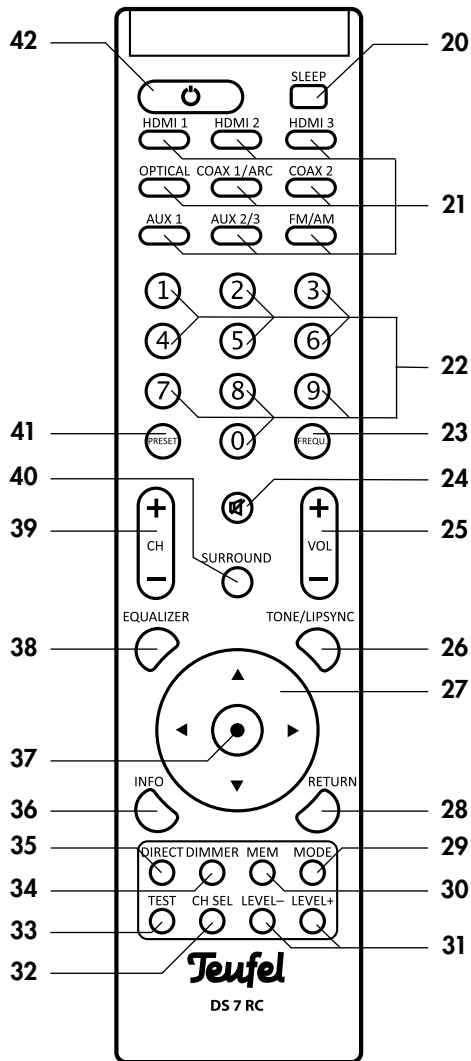 42 20
SLEEP
HDMI 1 HDMI 2 HDMI 3
OPTICAL COAX 1/ARC COAX 2
21
AUX 1 AUX 2/3 FM/AM
1 2 3
4 5 6
22
7 8 9
41 PRESET 0 FREQU. 23
40 24
39 + CH − + VOL − 25
SURROUND
EQUALIZER TONE/LIPSYNC
38 26
27
37
INFO RETURN
36 28
35 29
DIRECT DIMMER MEM MODE
34 30
TEST CH SEL LEVEL– LEVEL+
33 31
32
Teufel
DS 7 RC